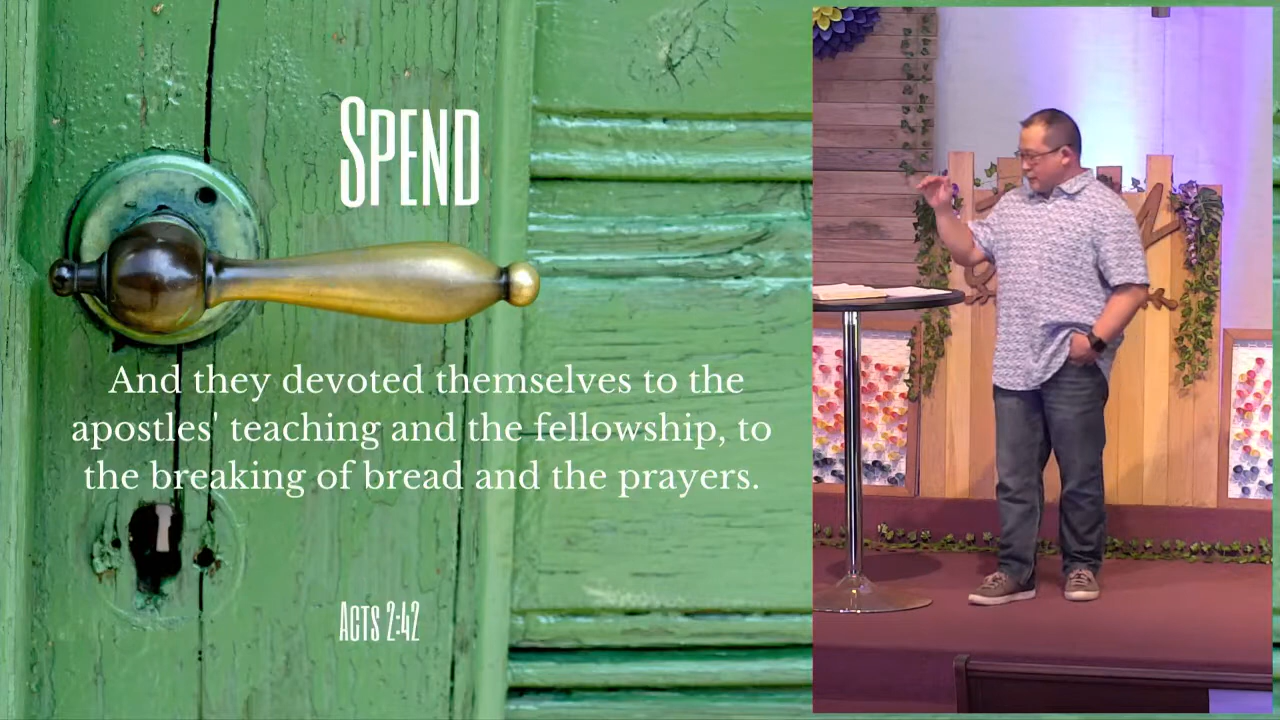 Spend
And they devoted themselves to the
apostles' teaching and the fellowship, to
the breaking of bread and the prayers.
Acts 2:42